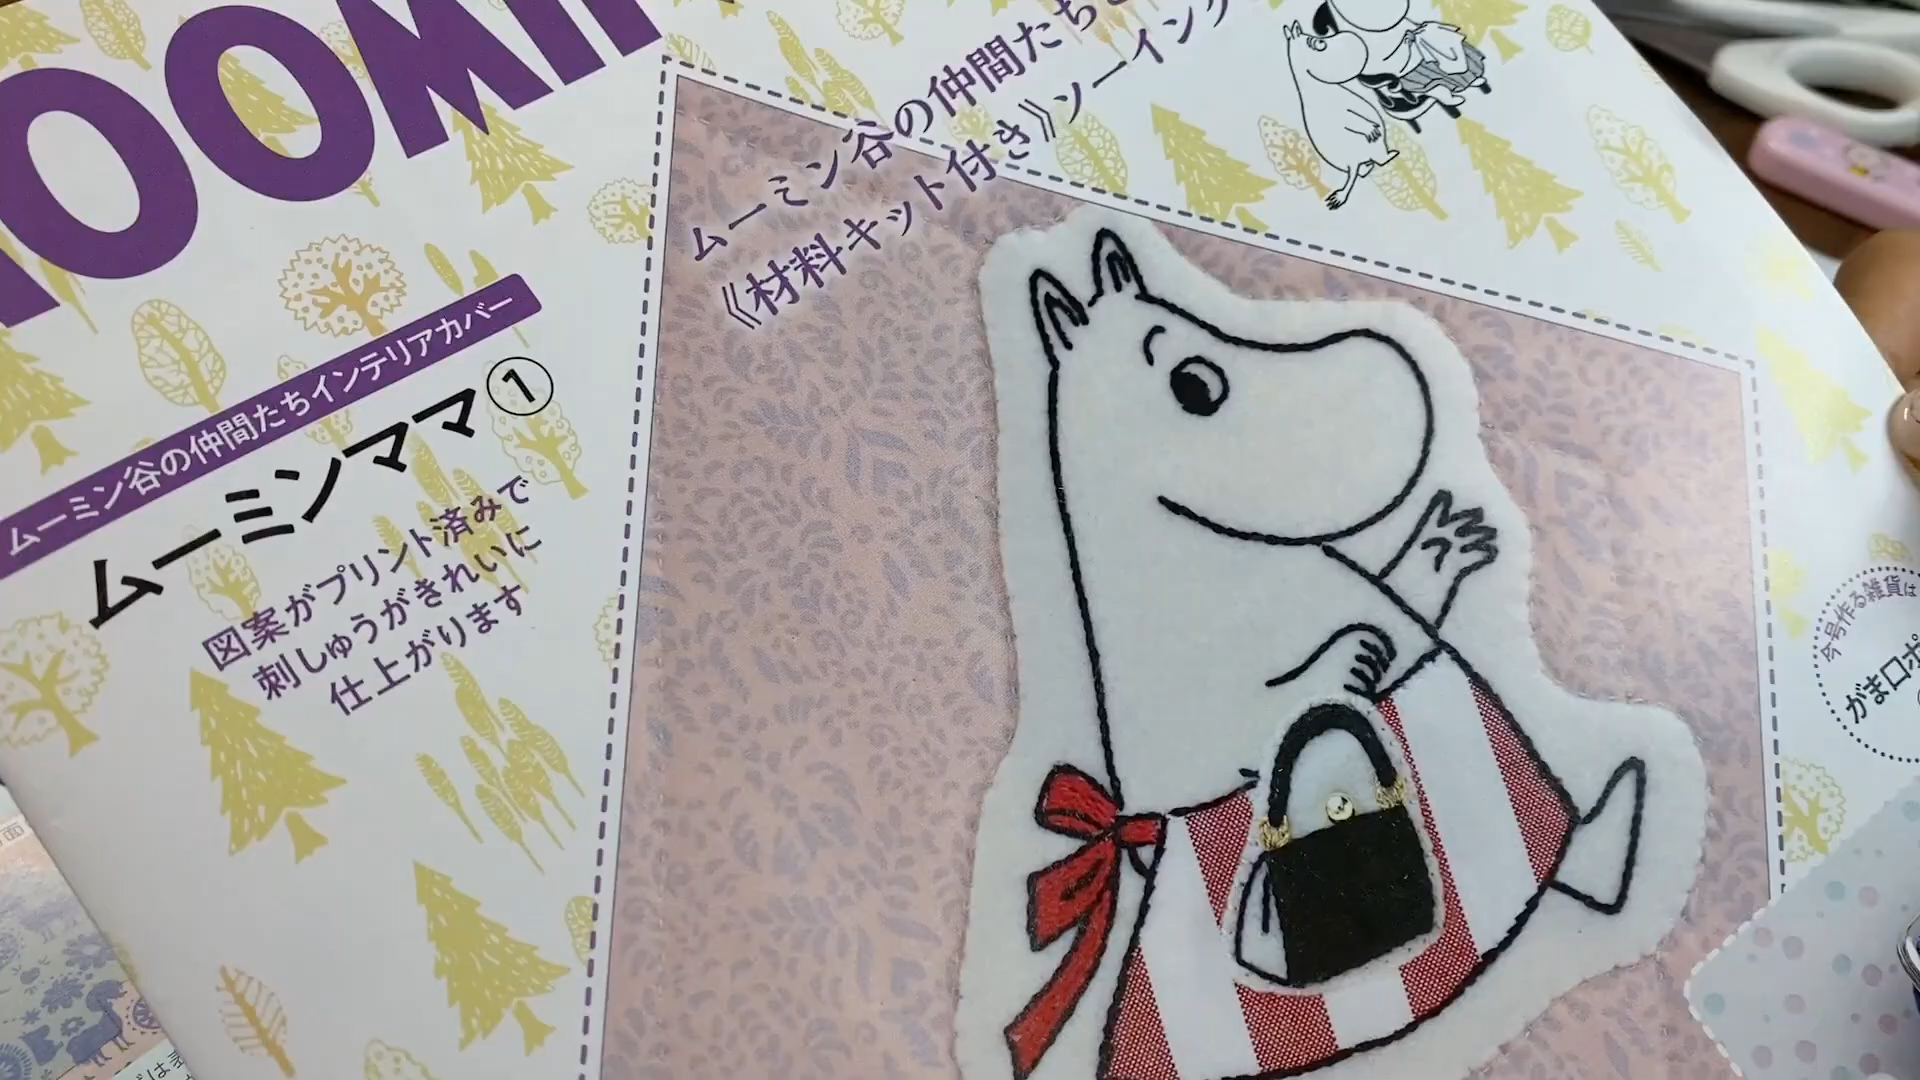 ムーミン谷の仲間たち
《材料キット付き》ソーイング
ムーミン谷の仲間たちインテリアカバー
ムーミンママ①
図案がプリント済みで
刺しゅうがきれいに
仕上がります
今号作る雑貨は
がま口ポ